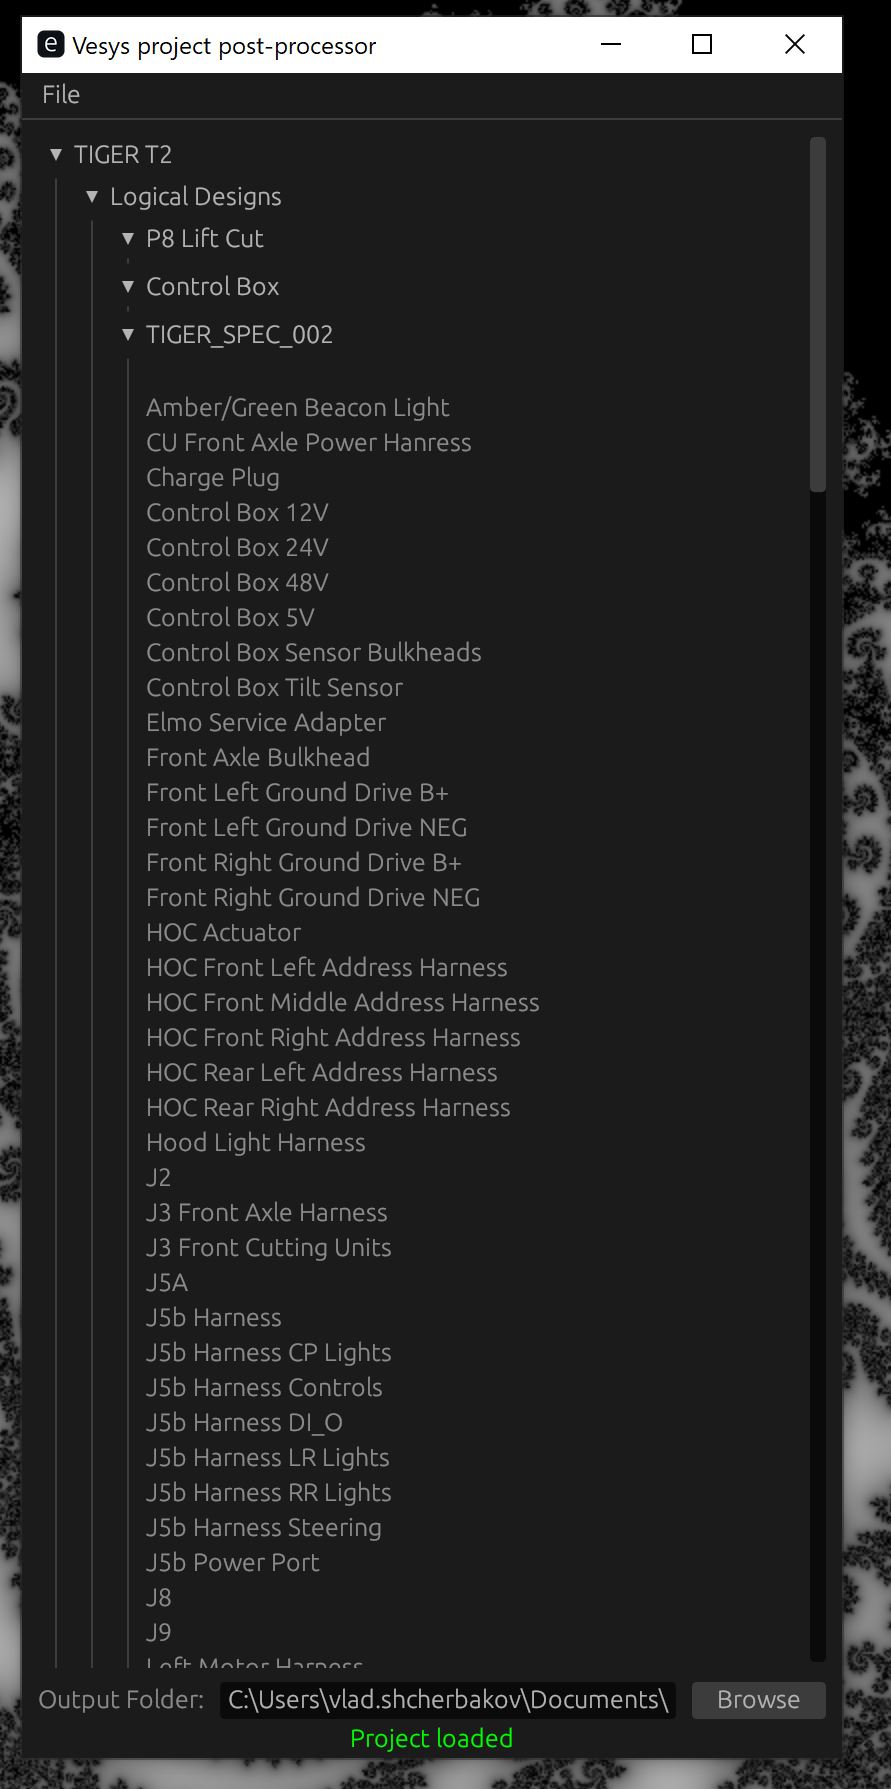 e Vesys project post-processor
File
TIGER T2
Logical Designs
P8 Lift Cut
Control Box
TIGER_SPEC_002
Amber/Green Beacon Light
CU Front Axle Power Hanress
Charge Plug
Control Box 12V
Control Box 24V
Control Box 48V
Control Box 5V
Control Box Sensor Bulkheads
Control Box Tilt Sensor
Elmo Service Adapter
Front Axle Bulkhead
Front Left Ground Drive B+
Front Left Ground Drive NEG
Front Right Ground Drive B+
Front Right Ground Drive NEG
HOC Actuator
HOC Front Left Address Harness
HOC Front Middle Address Harness
HOC Front Right Address Harness
HOC Rear Left Address Harness
HOC Rear Right Address Harness
Hood Light Harness
J2
J3 Front Axle Harness
J3 Front Cutting Units
J5A
J5b Harness
J5b Harness CP Lights
J5b Harness Controls
J5b Harness DI_O
J5b Harness LR Lights
J5b Harness RR Lights
J5b Harness Steering
J5b Power Port
J8
J9
Left Motor Harness
Output Folder: C:\Users\vlad.shcherbakov\Documents\ Browse
Project loaded